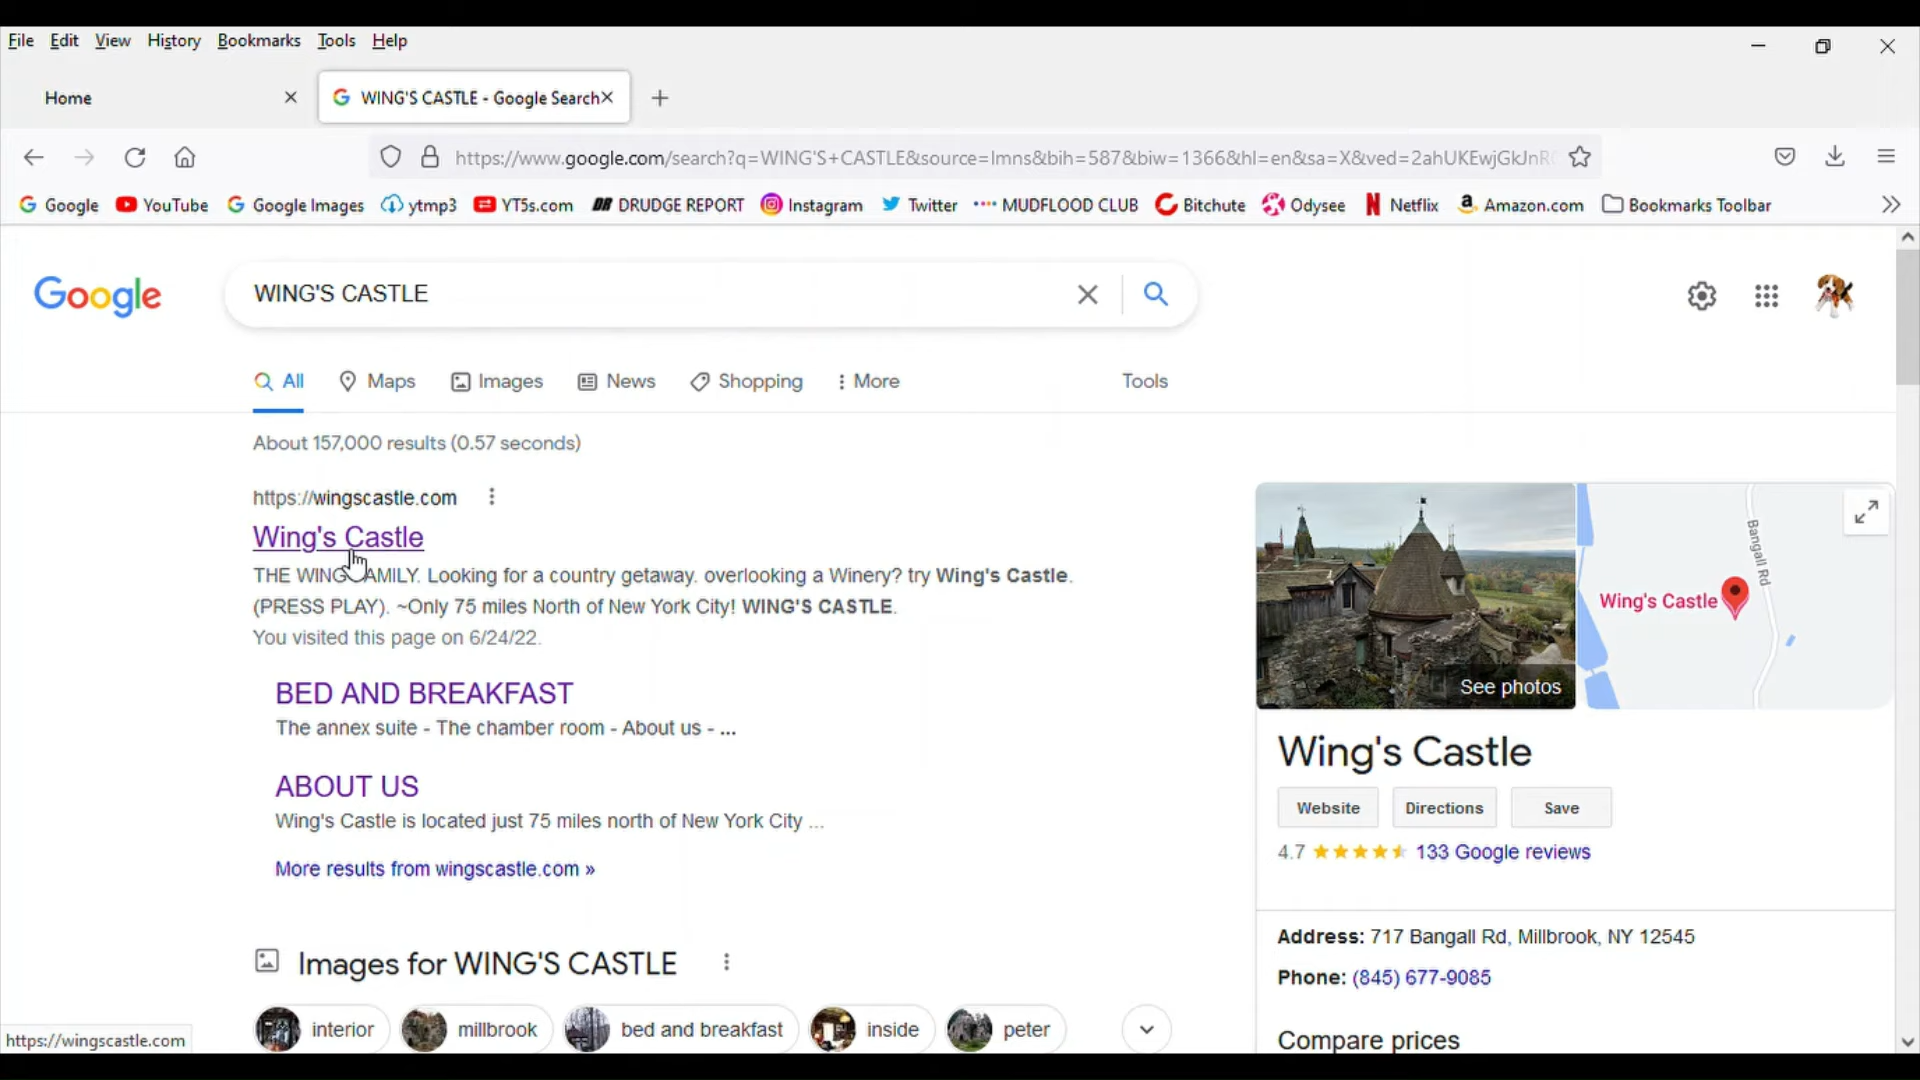 File Edit View History Bookmarks Tools Help
Home
WING'S CASTLE - Google Search
https://www.google.com/search?q=WING'S+CASTLE&source=lmns&bih=587&biw=1366&hl=en&sa=X&ved=2ahUKEwjGkJnR
Google YouTube Google Images ytmp3 YT5s.com DRUDGE REPORT Instagram Twitter MUDFLOOD CLUB Bitchute Odysee Netflix Amazon.com Bookmarks Toolbar
Google
WING'S CASTLE
All Maps Images News Shopping More Tools
About 157,000 results (0.57 seconds)
https://wingscastle.com
Wing's Castle
THE WING FAMILY. Looking for a country getaway. overlooking a Winery? try Wing's Castle.
(PRESS PLAY). ~Only 75 miles North of New York City! WING'S CASTLE.
You visited this page on 6/24/22.
BED AND BREAKFAST
The annex suite - The chamber room - About us - ...
ABOUT US
Wing's Castle is located just 75 miles north of New York City ...
More results from wingscastle.com »
Images for WING'S CASTLE
interior millbrook bed and breakfast inside peter
https://wingscastle.com
See photos
Bangall Rd
Wing's Castle
Wing's Castle
Website Directions Save
4.7 133 Google reviews
Address: 717 Bangall Rd, Millbrook, NY 12545
Phone: (845) 677-9085
Compare prices